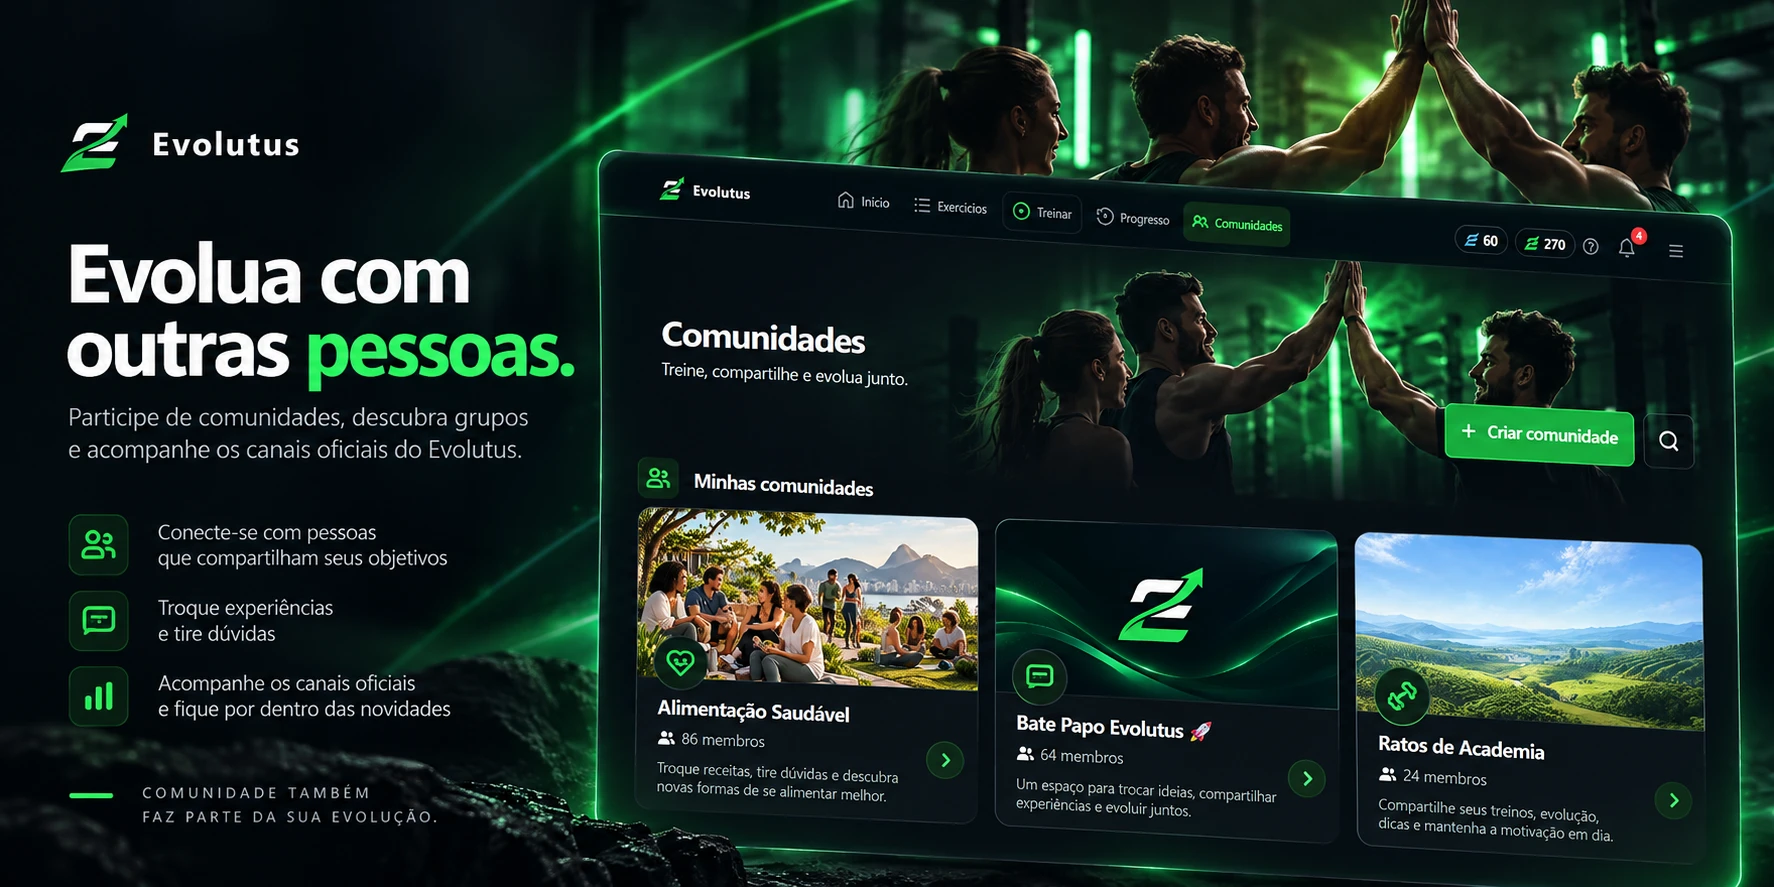 Evolutus
Evolua com
outras pessoas.
Participe de comunidades, descubra grupos
e acompanhe os canais oficiais do Evolutus.
Conecte-se com pessoas
que compartilham seus objetivos
Troque experiências
e tire dúvidas
Acompanhe os canais oficiais
e fique por dentro das novidades
COMUNIDADE TAMBÉM
FAZ PARTE DA SUA EVOLUÇÃO.
Evolutus
Início
Exercicios
Treinar
Progresso
Comunidades
60
270
4
Comunidades
Treine, compartilhe e evolua junto.
+ Criar comunidade
Minhas comunidades
Alimentação Saudável
86 membros
Troque receitas, tire dúvidas e descubra
novas formas de se alimentar melhor.
Bate Papo Evolutus 🚀
64 membros
Um espaço para trocar ideias, compartilhar
experiências e evoluir juntos.
Ratos de Academia
24 membros
Compartilhe seus treinos, evolução,
dicas e mantenha a motivação em dia.